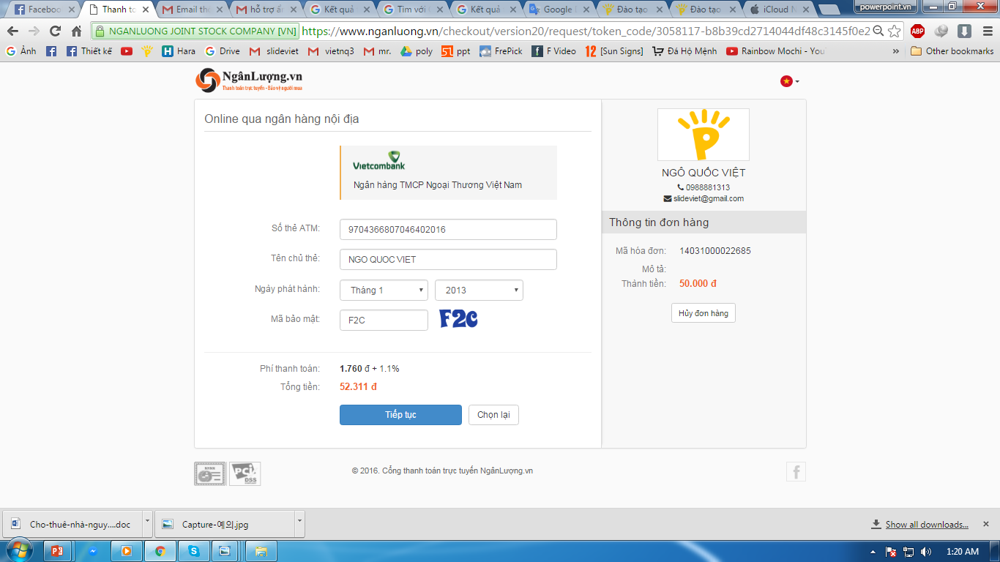 Facebook
Thanh to
Email the
hỗ trợ ẩn
Kết quả
Tìm với
Kết quả
Google
Đào tạo
Đào tạo
iCloud N
powerpoint.vn
NGANLUONG JOINT STOCK COMPANY [VN]
https://www.nganluong.vn/checkout/version20/request/token_code/3058117-b8b39cd2714044df48c3145f0e2
ABP
Ảnh
Thiết kế
Hara
Drive
slideviet
vietnq3
mr.
poly
ppt
FrePick
F Video
[Sun Signs]
Đá Hộ Mệnh
Rainbow Mochi - You
»
Other bookmarks
NgânLượng.vn
Thanh toán trực tuyến - Bảo vệ người mua
Online qua ngân hàng nội địa
Vietcombank
Ngân hàng TMCP Ngoại Thương Việt Nam
Số thẻ ATM: 9704366807046402016
Tên chủ thẻ: NGO QUOC VIET
Ngày phát hành: Tháng 1 2013
Mã bảo mật: F2C F2c
Phí thanh toán: 1.760 đ + 1.1%
Tổng tiền: 52.311 đ
Tiếp tục Chọn lại
NGÔ QUỐC VIỆT
0988881313
slideviet@gmail.com
Thông tin đơn hàng
Mã hóa đơn: 14031000022685
Mô tả:
Thành tiền: 50.000 đ
Hủy đơn hàng
PCI
DSS
© 2016. Cổng thanh toán trực tuyến NgânLượng.vn
Cho-thuê-nhà-nguy....doc
Capture-예의.jpg
Show all downloads...
1:20 AM